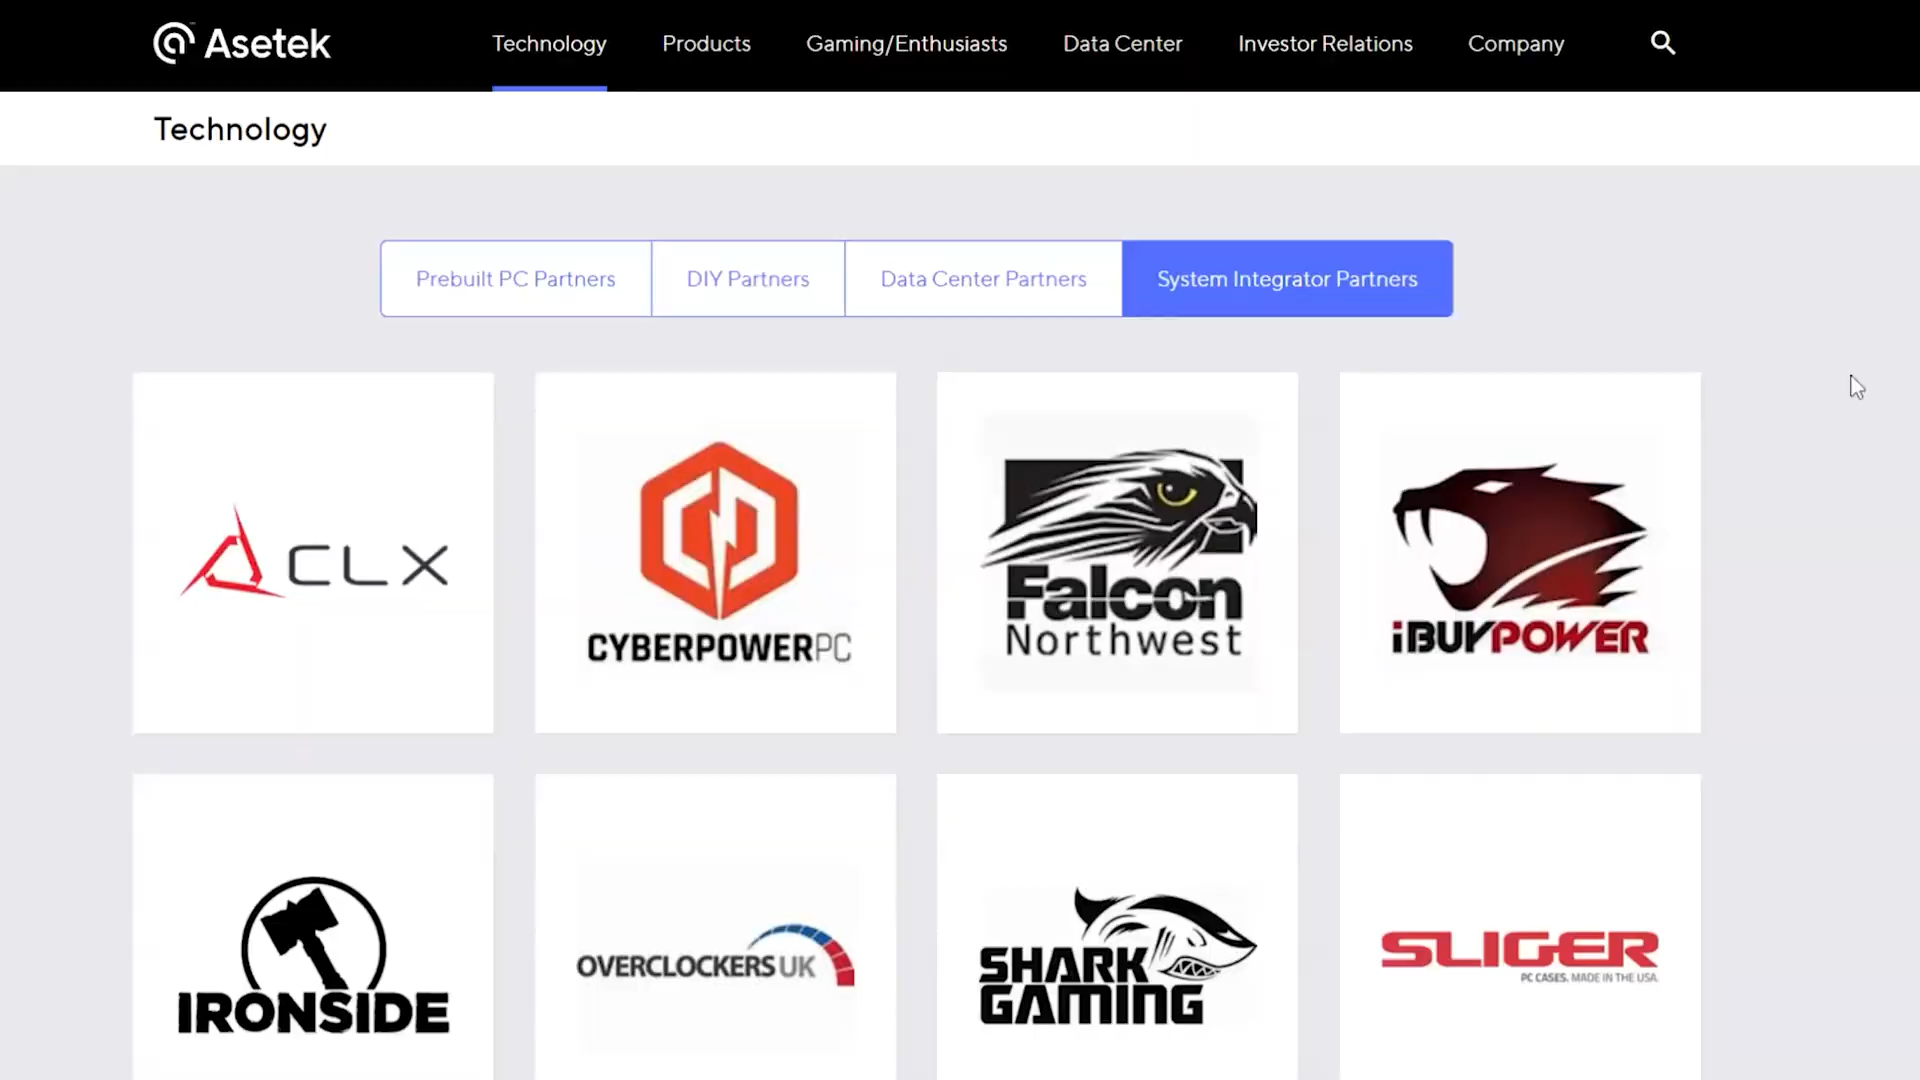 Asetek
Technology
Products
Gaming/Enthusiasts
Data Center
Investor Relations
Company
Technology
Prebuilt PC Partners
DIY Partners
Data Center Partners
System Integrator Partners
CLX
CYBERPOWERPC
Falcon
Northwest
iBUYPOWER
IRONSIDE
OVERCLOCKERS UK
SHARK
GAMING
SLIGER
PC CASES. MADE IN THE USA.